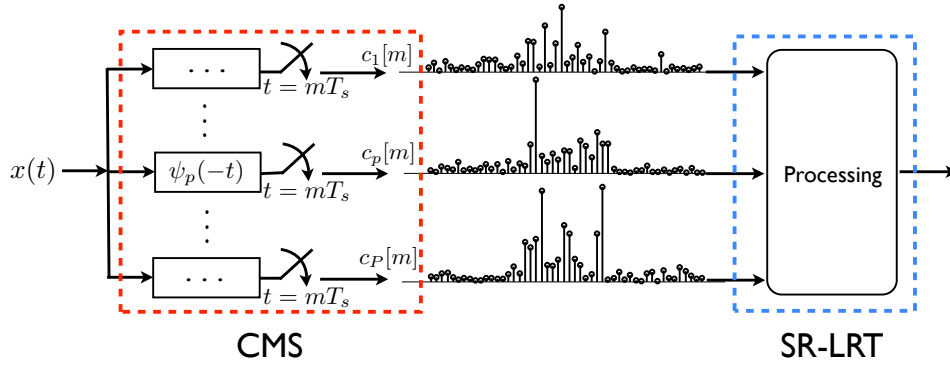 . . .
t = mT_s
c_1[m]
x(t)
ψ_p(−t)
t = mT_s
c_p[m]
. . .
t = mT_s
c_P[m]
Processing
CMS
SR-LRT